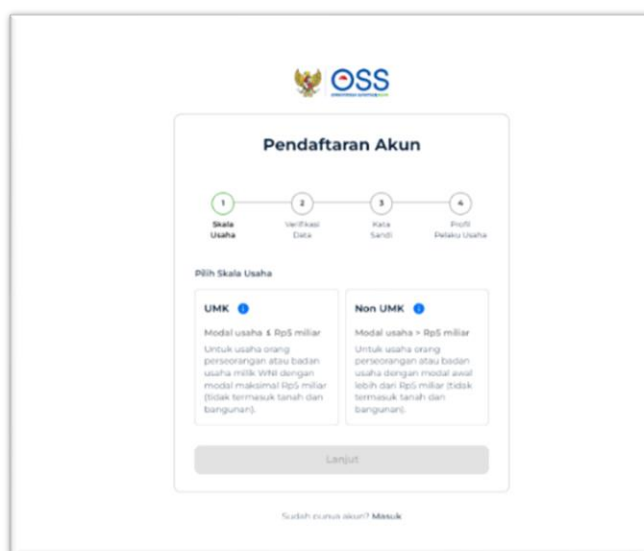 OSS
Pendaftaran Akun
1 2 3 4
Skala Usaha
Verifikasi Data
Kata Sandi
Profil Pelaku Usaha
Pilih Skala Usaha
UMK
Modal usaha ≤ Rp5 miliar
Untuk usaha orang
perseorangan atau badan
usaha milik WNI dengan
modal maksimal Rp5 miliar
(tidak termasuk tanah dan
bangunan).
Non UMK
Modal usaha > Rp5 miliar
Untuk usaha orang
perseorangan atau badan
usaha dengan modal awal
lebih dari Rp5 miliar (tidak
termasuk tanah dan
bangunan).
Lanjut
Sudah punya akun? Masuk